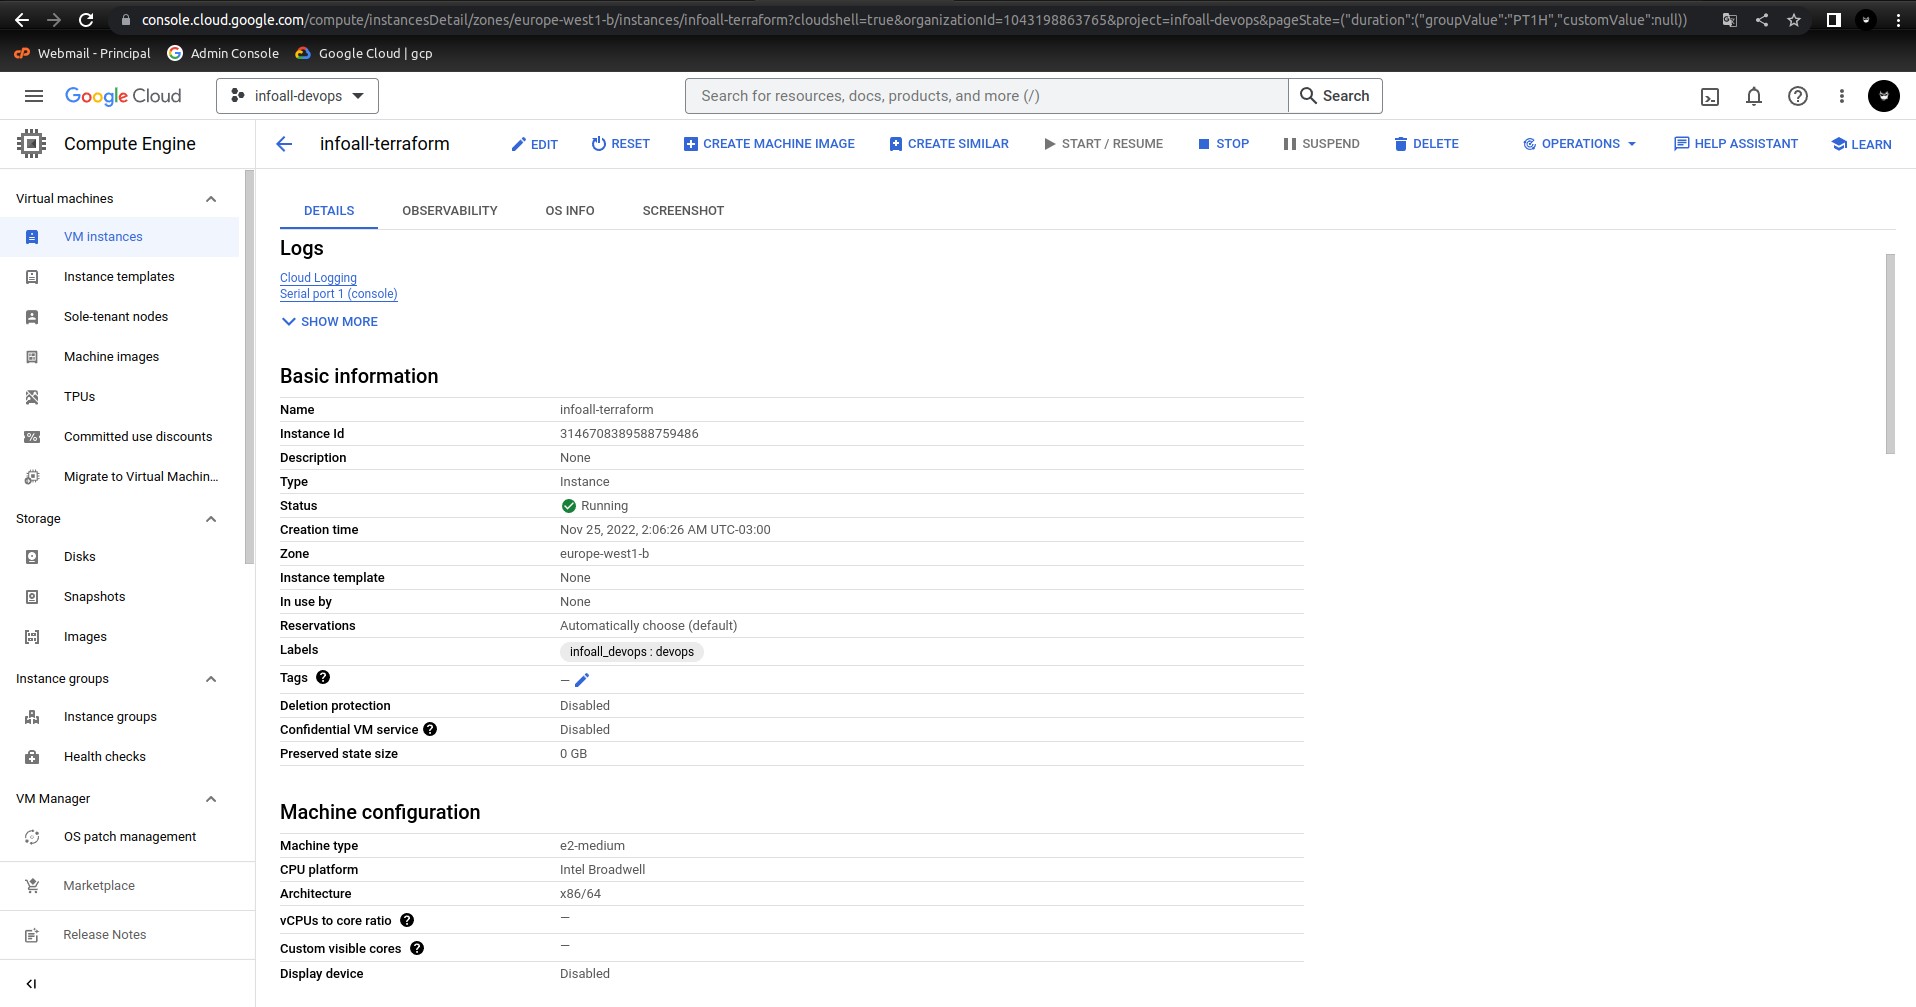 console.cloud.google.com/compute/instancesDetail/zones/europe-west1-b/instances/infoall-terraform?cloudshell=true&organizationId=1043198863765&project=infoall-devops&pageState=("duration":("groupValue":"PT1H","customValue":null))
Webmail - Principal Admin Console Google Cloud | gcp
Google Cloud infoall-devops Search for resources, docs, products, and more (/) Search
Compute Engine
infoall-terraform EDIT RESET CREATE MACHINE IMAGE CREATE SIMILAR START / RESUME STOP SUSPEND DELETE OPERATIONS HELP ASSISTANT LEARN
Virtual machines
VM instances
Instance templates
Sole-tenant nodes
Machine images
TPUs
Committed use discounts
Migrate to Virtual Machin...
Storage
Disks
Snapshots
Images
Instance groups
Instance groups
Health checks
VM Manager
OS patch management
Marketplace
Release Notes
DETAILS OBSERVABILITY OS INFO SCREENSHOT
Logs
Cloud Logging
Serial port 1 (console)
SHOW MORE
Basic information
Name infoall-terraform
Instance Id 3146708389588759486
Description None
Type Instance
Status Running
Creation time Nov 25, 2022, 2:06:26 AM UTC-03:00
Zone europe-west1-b
Instance template None
In use by None
Reservations Automatically choose (default)
Labels infoall_devops : devops
Tags —
Deletion protection Disabled
Confidential VM service Disabled
Preserved state size 0 GB
Machine configuration
Machine type e2-medium
CPU platform Intel Broadwell
Architecture x86/64
vCPUs to core ratio —
Custom visible cores —
Display device Disabled